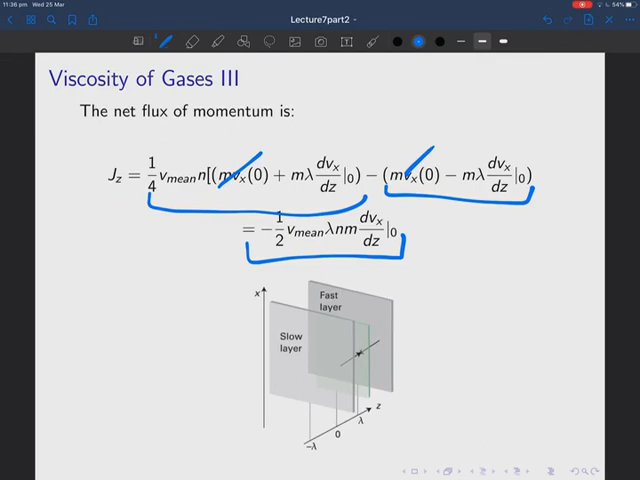 11:36 pm Wed 25 Mar
54%
Lecture7part2
Viscosity of Gases III
The net flux of momentum is:
J_z = 1/4 v_mean n[(mv_x(0) + mλ dv_x/dz|_0) − (mv_x(0) − mλ dv_x/dz|_0)
= −1/2 v_mean λnm dv_x/dz|_0
x
Fast
layer
Slow
layer
z
λ
0
−λ